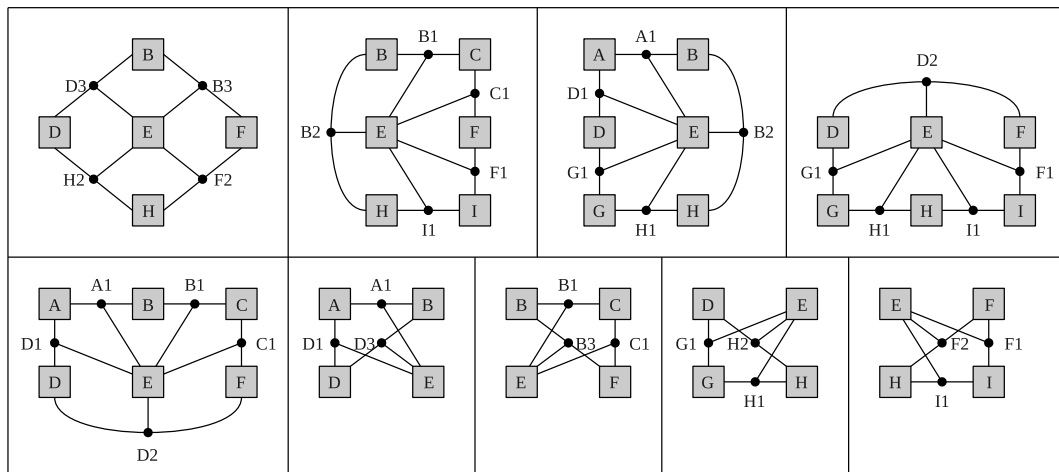 B
D3 B3
D E F
H2 F2
H
B B1 C
C1
B2 E F
F1
H I1 I
A A1 B
D1
D E B2
G1
G H1 H
D2
D E F
G1 F1
G H1 H I1 I
A A1 B B1 C
D1 C1
D E F
D2
A A1 B
D1 D3
D E
B B1 C
B3 C1
E F
D E
G1 H2
G H1 H
E F
F2 F1
H I1 I